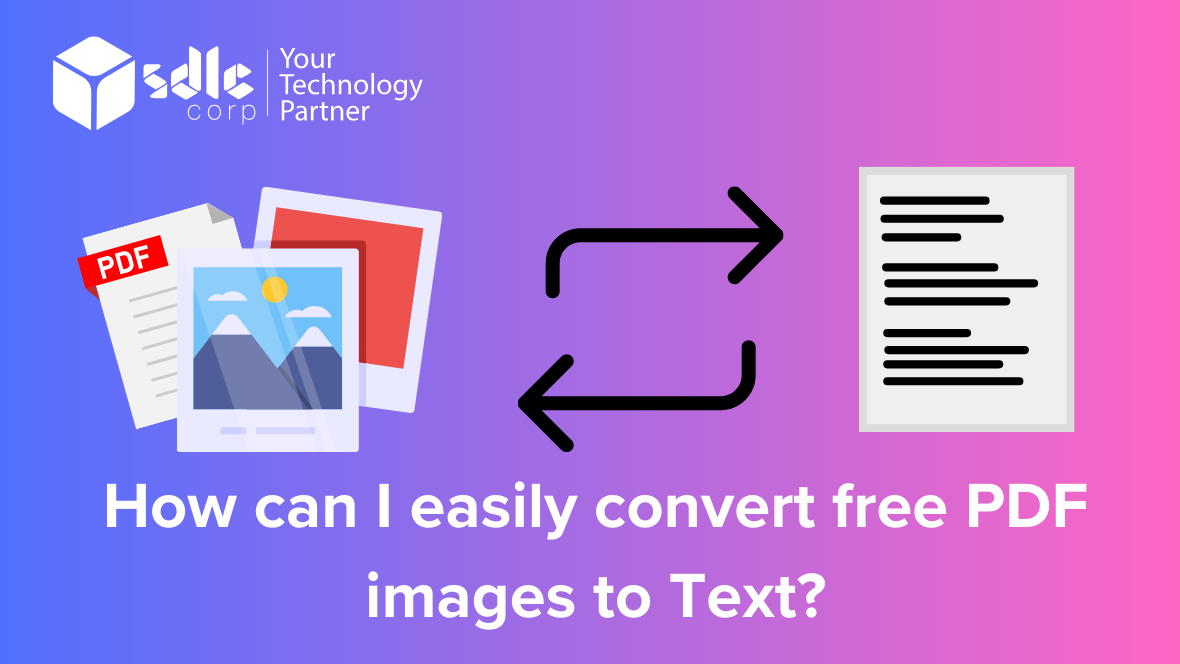 sdlc
corp
Your
Technology
Partner
PDF
How can I easily convert free PDF
images to Text?